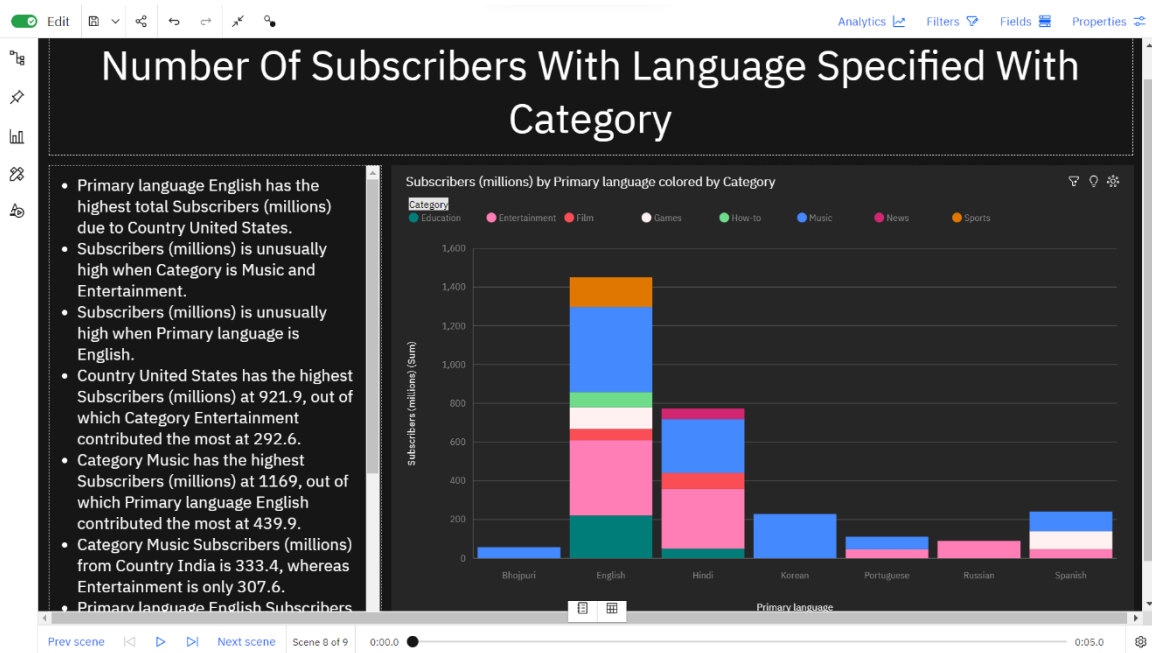 Edit
Analytics
Filters
Fields
Properties
Number Of Subscribers With Language Specified With
Category
• Primary language English has the
highest total Subscribers (millions)
due to Country United States.
• Subscribers (millions) is unusually
high when Category is Music and
Entertainment.
• Subscribers (millions) is unusually
high when Primary language is
English.
• Country United States has the highest
Subscribers (millions) at 921.9, out of
which Category Entertainment
contributed the most at 292.6.
• Category Music has the highest
Subscribers (millions) at 1169, out of
which Primary language English
contributed the most at 439.9.
• Category Music Subscribers (millions)
from Country India is 333.4, whereas
Entertainment is only 307.6.
• Primary language English Subscribers
Subscribers (millions) by Primary language colored by Category
Category
Education Entertainment Film Games How-to Music News Sports
Subscribers (millions) (Sum)
1,600
1,400
1,200
1,000
800
600
400
200
0
Bhojpuri English Hindi Korean Portuguese Russian Spanish
Primary language
Prev scene Next scene Scene 8 of 9 0:00.0 0:05.0